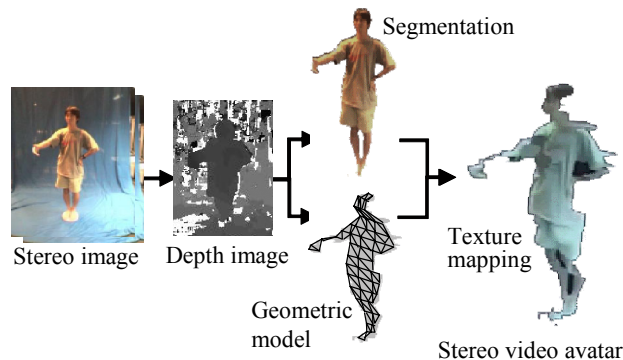 Segmentation
Stereo image
Depth image
Geometric
model
Texture
mapping
Stereo video avatar